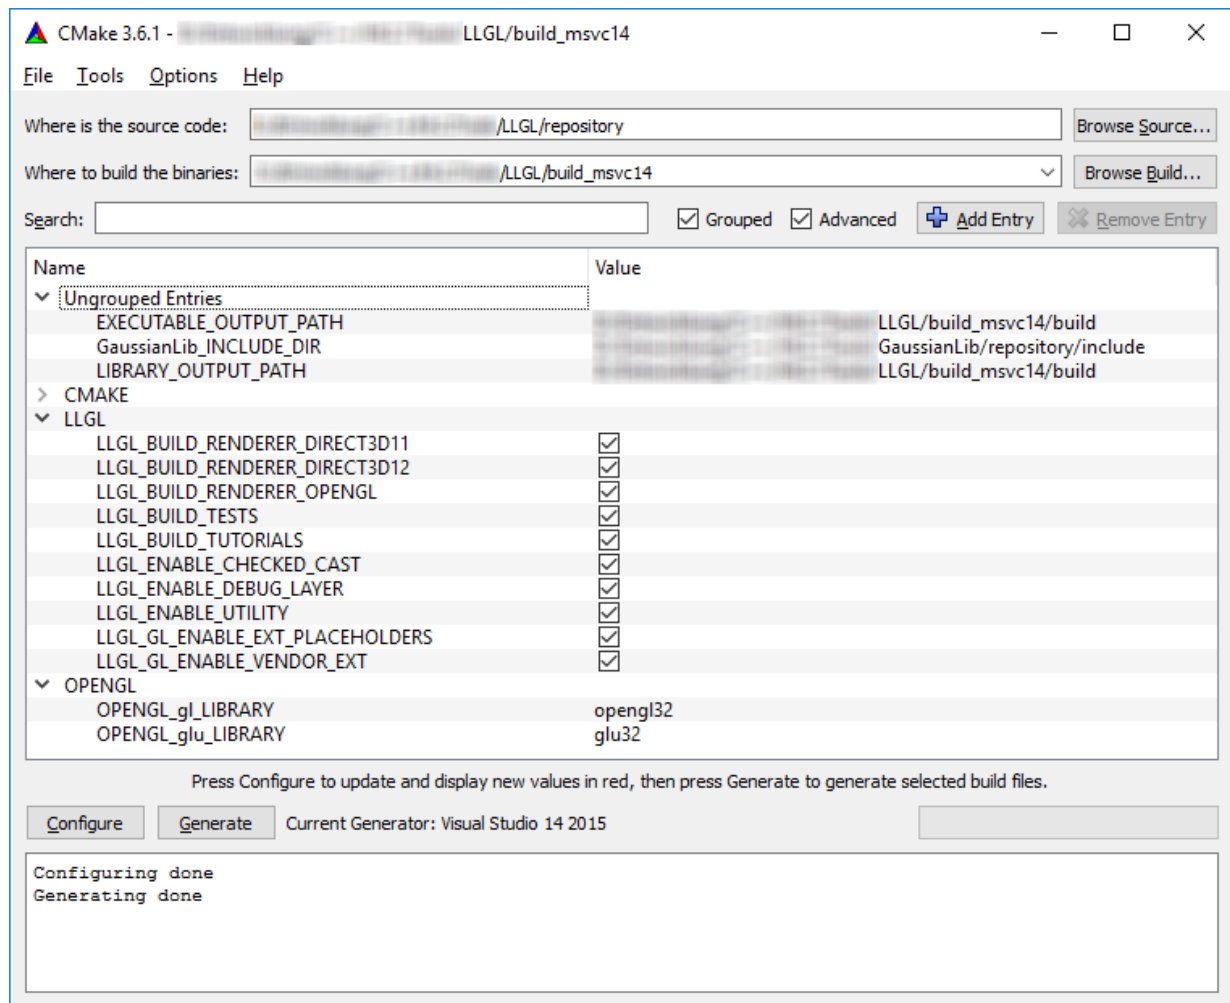 CMake 3.6.1 - LLGL/build_msvc14
File Tools Options Help
Where is the source code: /LLGL/repository Browse Source...
Where to build the binaries: /LLGL/build_msvc14 Browse Build...
Search: Grouped Advanced Add Entry Remove Entry
Name Value
Ungrouped Entries
EXECUTABLE_OUTPUT_PATH LLGL/build_msvc14/build
GaussianLib_INCLUDE_DIR GaussianLib/repository/include
LIBRARY_OUTPUT_PATH LLGL/build_msvc14/build
CMAKE
LLGL
LLGL_BUILD_RENDERER_DIRECT3D11
LLGL_BUILD_RENDERER_DIRECT3D12
LLGL_BUILD_RENDERER_OPENGL
LLGL_BUILD_TESTS
LLGL_BUILD_TUTORIALS
LLGL_ENABLE_CHECKED_CAST
LLGL_ENABLE_DEBUG_LAYER
LLGL_ENABLE_UTILITY
LLGL_GL_ENABLE_EXT_PLACEHOLDERS
LLGL_GL_ENABLE_VENDOR_EXT
OPENGL
OPENGL_gl_LIBRARY opengl32
OPENGL_glu_LIBRARY glu32
Press Configure to update and display new values in red, then press Generate to generate selected build files.
Configure Generate Current Generator: Visual Studio 14 2015
Configuring done
Generating done